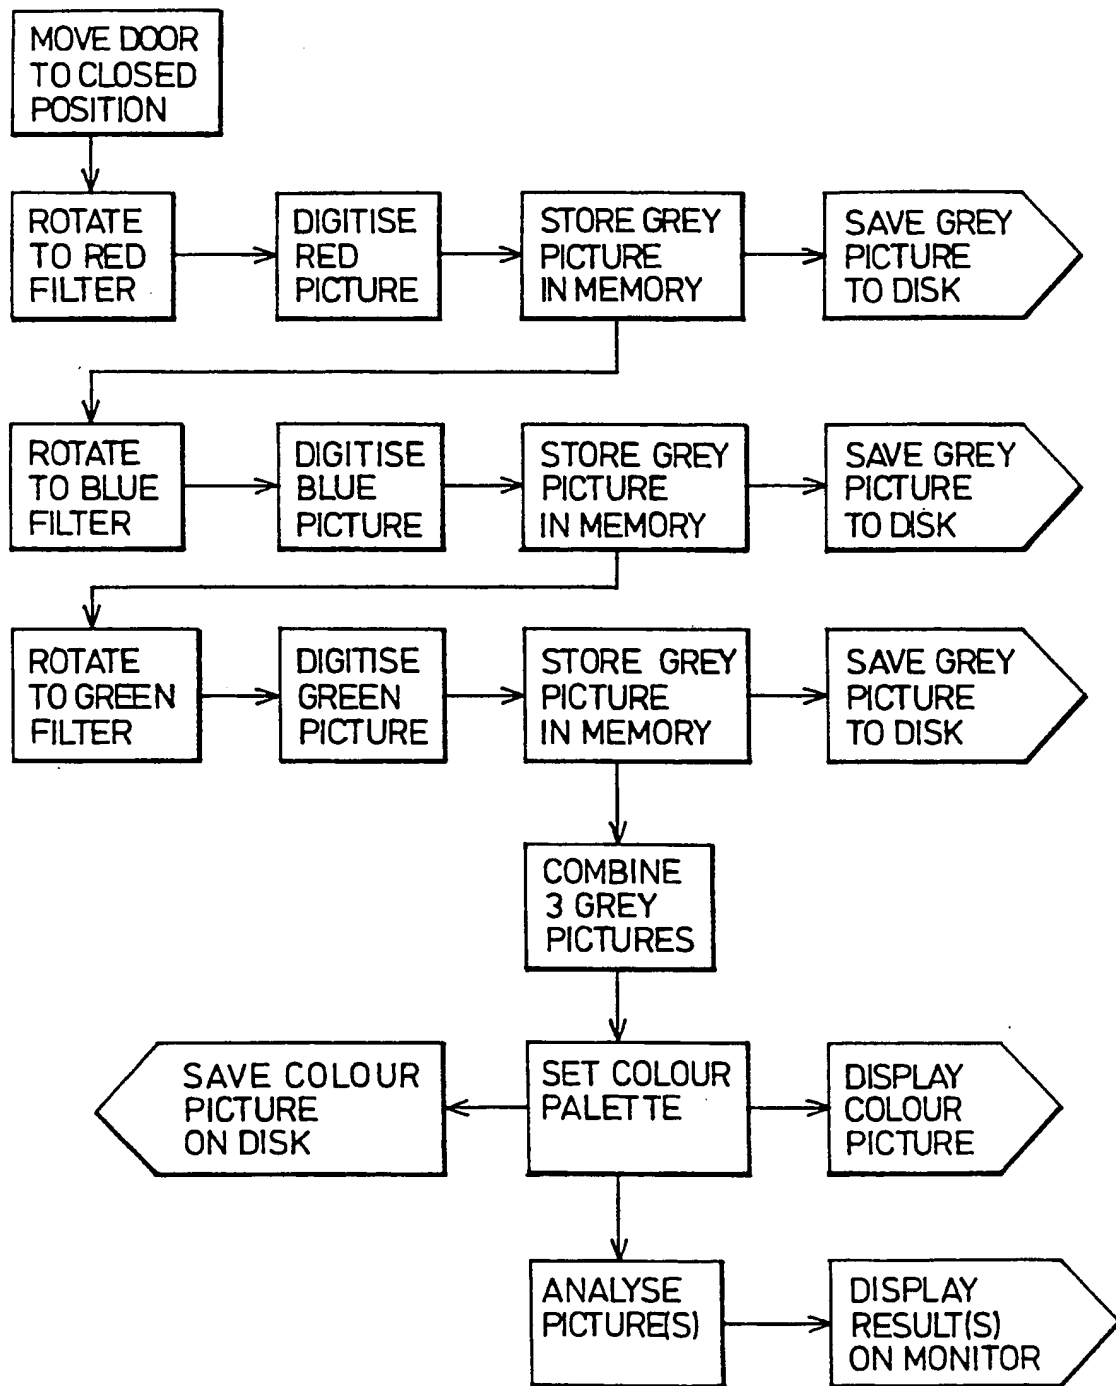 MOVE DOOR
TO CLOSED
POSITION
ROTATE
TO RED
FILTER
DIGITISE
RED
PICTURE
STORE GREY
PICTURE
IN MEMORY
SAVE GREY
PICTURE
TO DISK
ROTATE
TO BLUE
FILTER
DIGITISE
BLUE
PICTURE
STORE GREY
PICTURE
IN MEMORY
SAVE GREY
PICTURE
TO DISK
ROTATE
TO GREEN
FILTER
DIGITISE
GREEN
PICTURE
STORE GREY
PICTURE
IN MEMORY
SAVE GREY
PICTURE
TO DISK
COMBINE
3 GREY
PICTURES
SAVE COLOUR
PICTURE
ON DISK
SET COLOUR
PALETTE
DISPLAY
COLOUR
PICTURE
ANALYSE
PICTURE(S)
DISPLAY
RESULT(S)
ON MONITOR